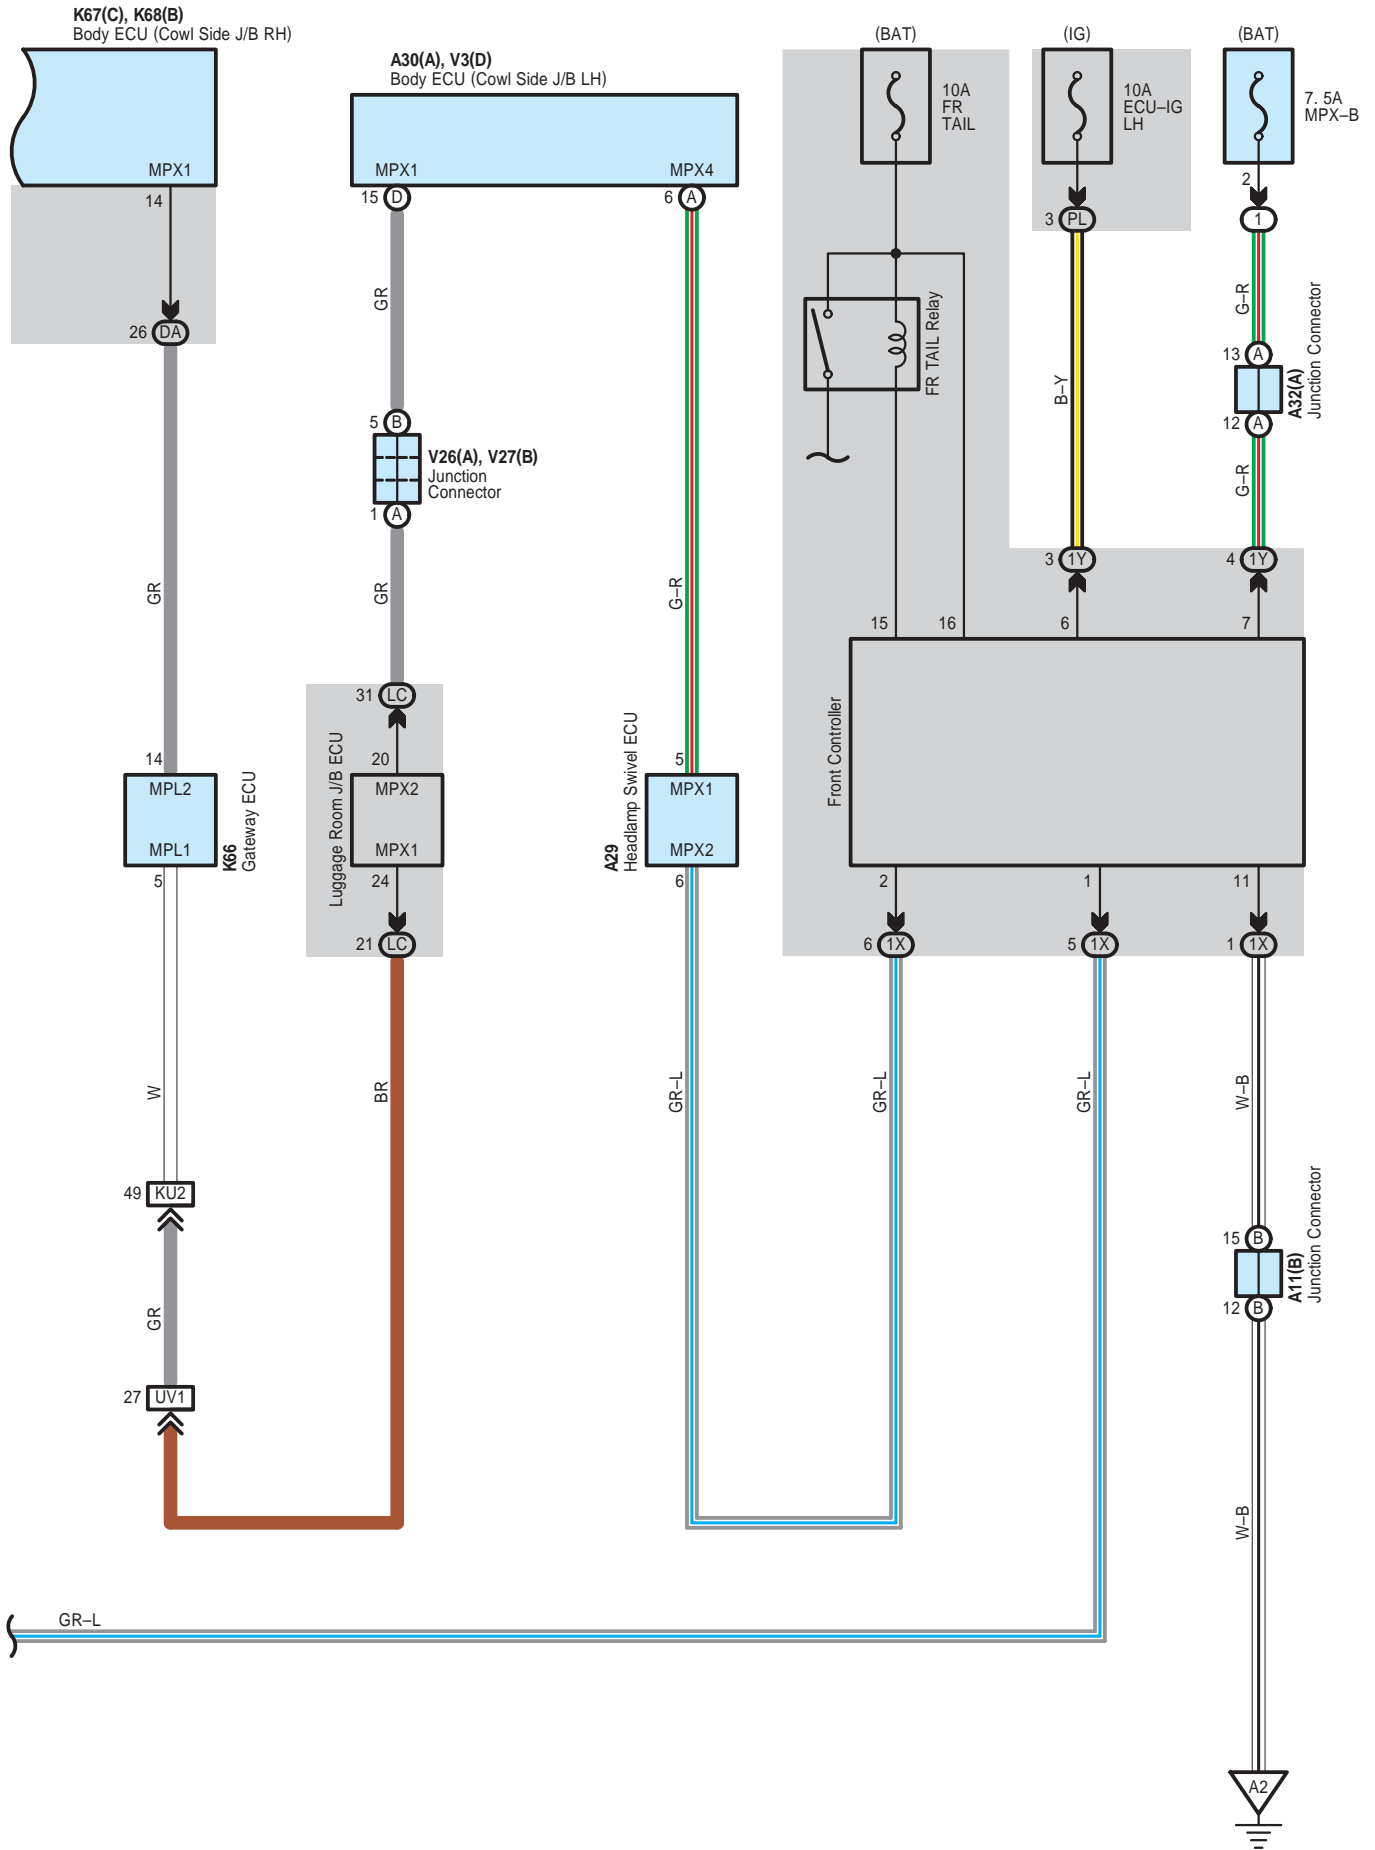 K67(C), K68(B)
Body ECU (Cowl Side J/B RH)
A30(A), V3(D)
Body ECU (Cowl Side J/B LH)
(BAT)
(IG)
(BAT)
10A
FR
TAIL
10A
ECU–IG
LH
7. 5A
MPX–B
MPX1
MPX1
MPX4
14
15 D
6 A
3 PL
2
1
26 DA
GR
FR TAIL Relay
B–Y
G–R
13 A
A32(A)
Junction Connector
12 A
5 B
V26(A), V27(B)
Junction
Connector
1 A
G–R
GR
GR
G–R
3 1Y
4 1Y
15
16
6
7
31 LC
14
20
5
MPL2
MPL1
K66
Gateway ECU
Luggage Room J/B ECU
MPX2
MPX1
A29
Headlamp Swivel ECU
MPX1
MPX2
Front Controller
5
24
6
2
1
11
21 LC
6 1X
5 1X
1 1X
W
BR
GR–L
GR–L
GR–L
W–B
49 KU2
15 B
A11(B)
Junction Connector
12 B
GR
27 UV1
W–B
GR–L
A2